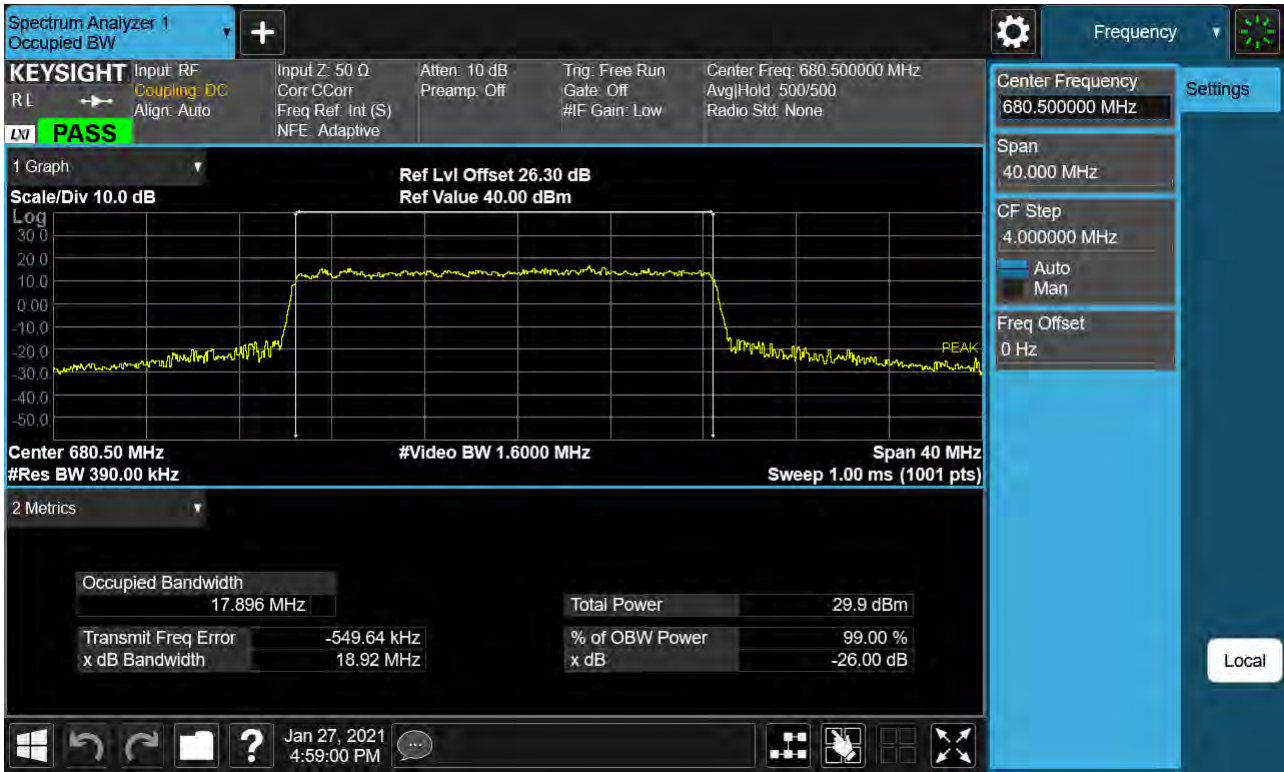 Spectrum Analyzer 1
Occupied BW
Frequency
KEYSIGHT
RL
LXI
PASS
Input: RF
Coupling: DC
Align: Auto
Input Z: 50 Ω
Corr CCorr
Freq Ref: Int (S)
NFE: Adaptive
Atten: 10 dB
Preamp: Off
Trig: Free Run
Gate: Off
#IF Gain: Low
Center Freq: 680.500000 MHz
Avg|Hold: 500/500
Radio Std: None
1 Graph
Scale/Div 10.0 dB
Ref Lvl Offset 26.30 dB
Ref Value 40.00 dBm
Log
30.0
20.0
10.0
0.00
-10.0
-20.0
-30.0
-40.0
-50.0
PEAK
Center 680.50 MHz
#Video BW 1.6000 MHz
Span 40 MHz
#Res BW 390.00 kHz
Sweep 1.00 ms (1001 pts)
2 Metrics
Occupied Bandwidth
17.896 MHz
Total Power 29.9 dBm
Transmit Freq Error -549.64 kHz
% of OBW Power 99.00 %
x dB Bandwidth 18.92 MHz
x dB -26.00 dB
Center Frequency
680.500000 MHz
Settings
Span
40.000 MHz
CF Step
4.000000 MHz
Auto
Man
Freq Offset
0 Hz
Local
?
Jan 27, 2021
4:59:00 PM